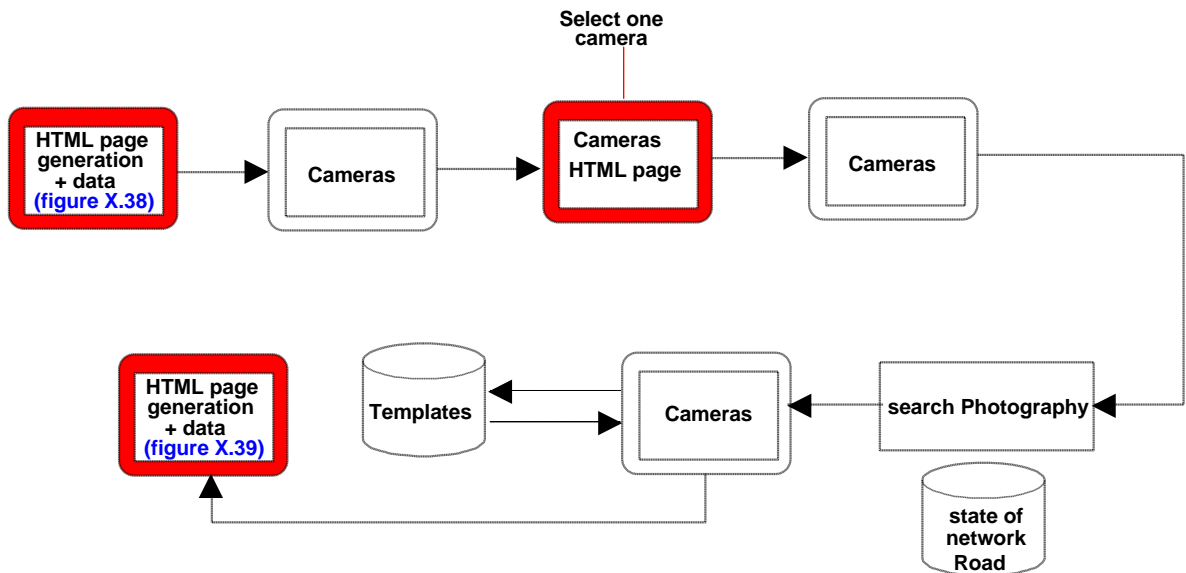 Select one
camera
HTML page
generation
+ data
(figure X.38)
Cameras
Cameras
HTML page
Cameras
HTML page
generation
+ data
(figure X.39)
Templates
Cameras
search Photography
state of
network
Road